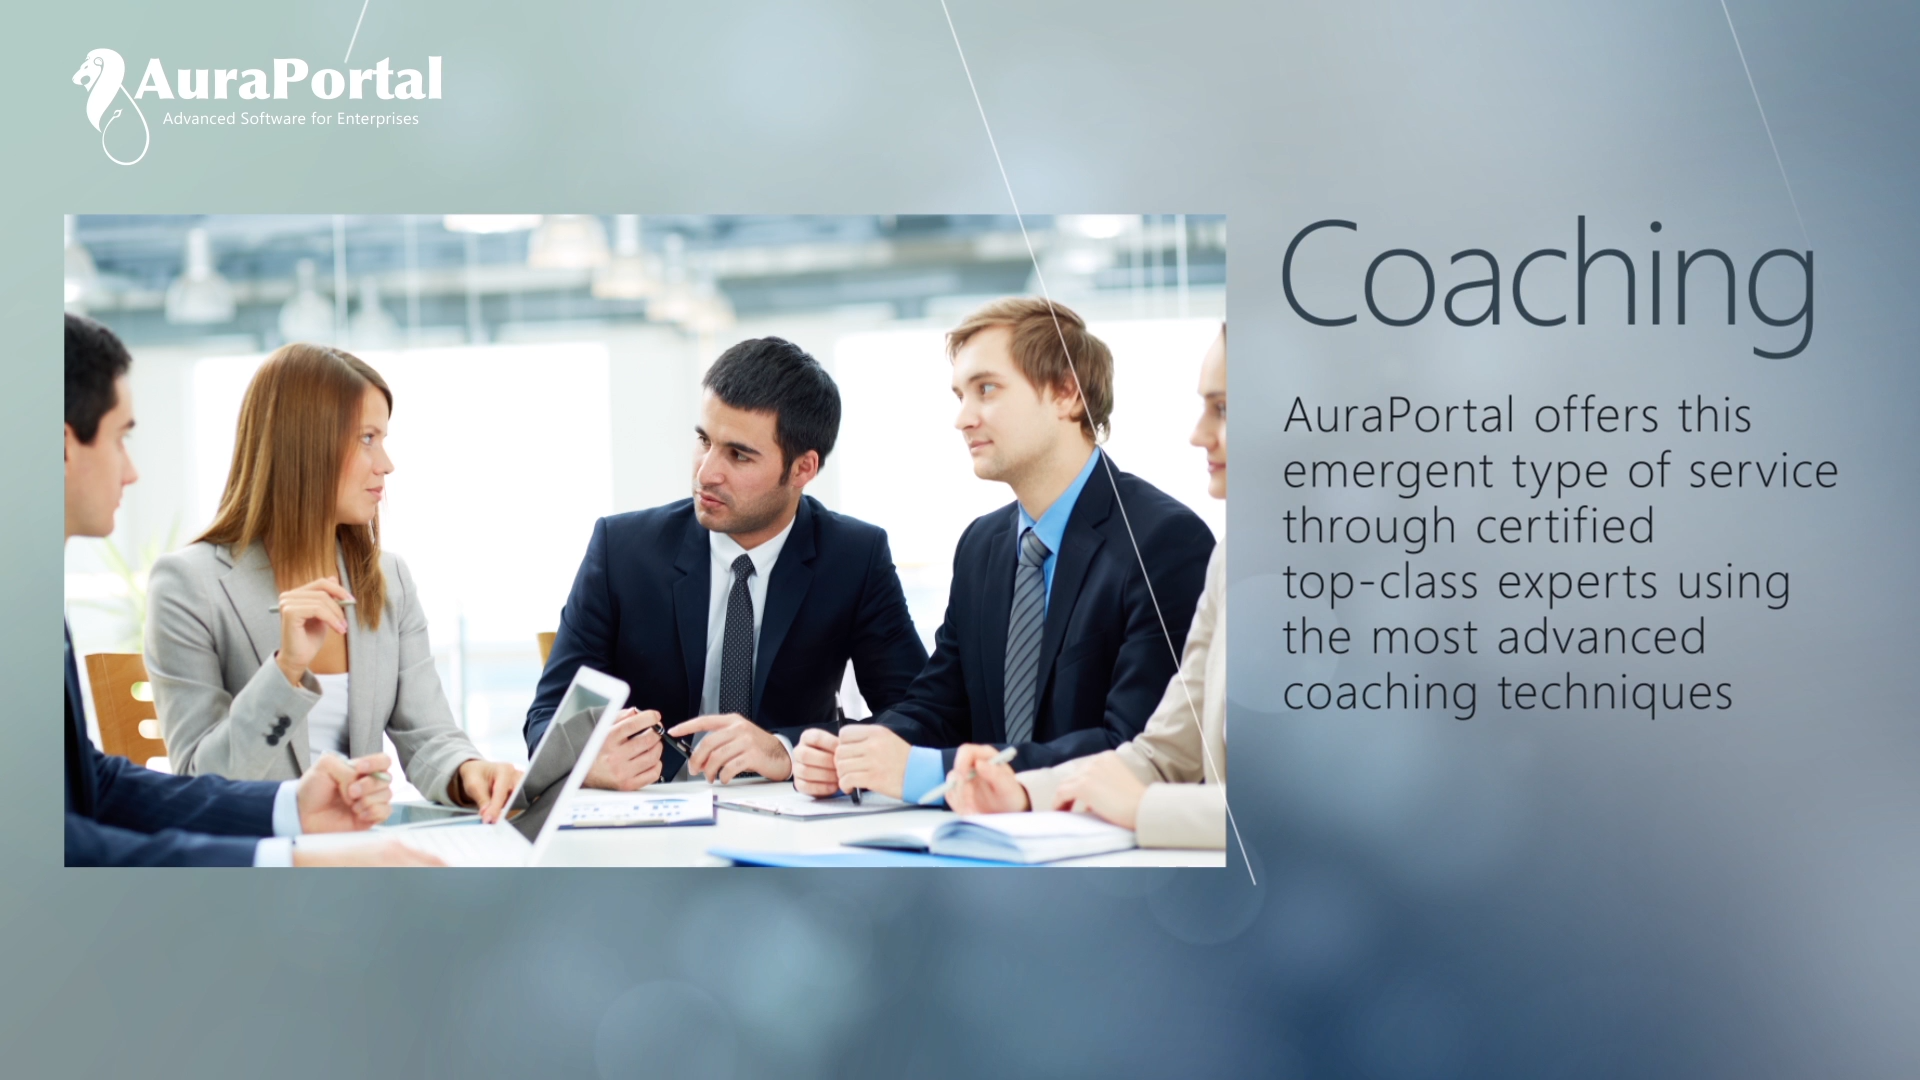 AuraPortal
Advanced Software for Enterprises
Coaching
AuraPortal offers this
emergent type of service
through certified
top-class experts using
the most advanced
coaching techniques